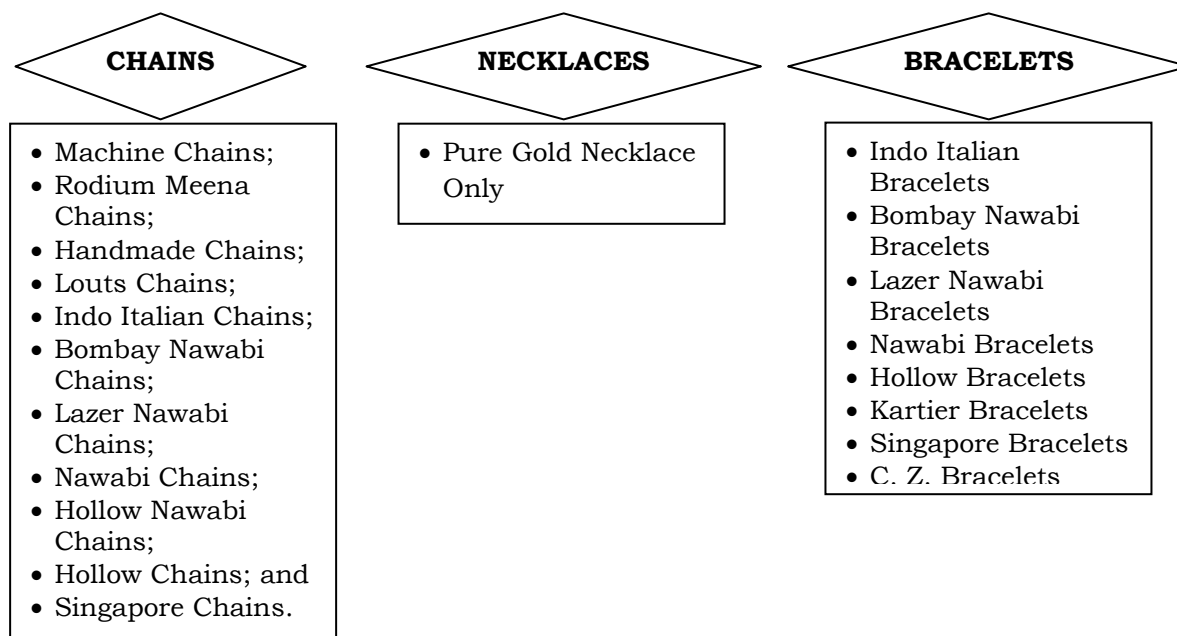 CHAINS
• Machine Chains;
• Rodium Meena
Chains;
• Handmade Chains;
• Louts Chains;
• Indo Italian Chains;
• Bombay Nawabi
Chains;
• Lazer Nawabi
Chains;
• Nawabi Chains;
• Hollow Nawabi
Chains;
• Hollow Chains; and
• Singapore Chains.
NECKLACES
• Pure Gold Necklace
Only
BRACELETS
• Indo Italian
Bracelets
• Bombay Nawabi
Bracelets
• Lazer Nawabi
Bracelets
• Nawabi Bracelets
• Hollow Bracelets
• Kartier Bracelets
• Singapore Bracelets
• C. Z. Bracelets